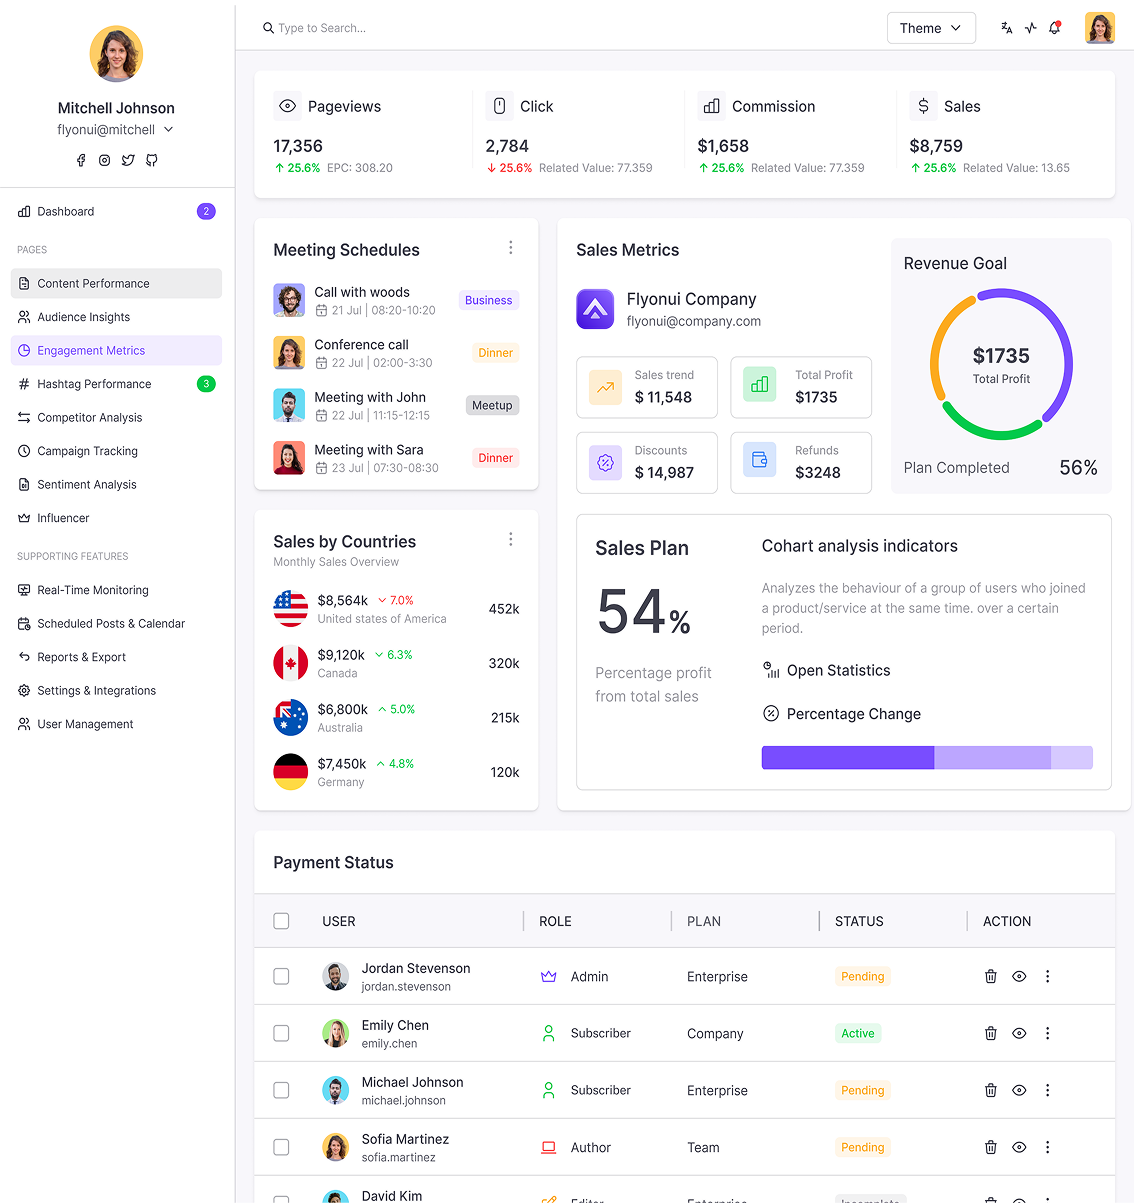 Mitchell Johnson
flyonui@mitchell
Dashboard 2
PAGES
Content Performance
Audience Insights
Engagement Metrics
Hashtag Performance 3
Competitor Analysis
Campaign Tracking
Sentiment Analysis
Influencer
SUPPORTING FEATURES
Real-Time Monitoring
Scheduled Posts & Calendar
Reports & Export
Settings & Integrations
User Management
Type to Search...
Theme
Pageviews
17,356
25.6% EPC: 308.20
Click
2,784
25.6% Related Value: 77.359
Commission
$1,658
25.6% Related Value: 77.359
Sales
$8,759
25.6% Related Value: 13.65
Meeting Schedules
Call with woods
21 Jul | 08:20-10:20
Business
Conference call
22 Jul | 02:00-3:30
Dinner
Meeting with John
22 Jul | 11:15-12:15
Meetup
Meeting with Sara
23 Jul | 07:30-08:30
Dinner
Sales by Countries
Monthly Sales Overview
$8,564k 7.0%
United states of America
452k
$9,120k 6.3%
Canada
320k
$6,800k 5.0%
Australia
215k
$7,450k 4.8%
Germany
120k
Sales Metrics
Flyonui Company
flyonui@company.com
Sales trend
$ 11,548
Total Profit
$1735
Discounts
$ 14,987
Refunds
$3248
Revenue Goal
$1735
Total Profit
Plan Completed 56%
Sales Plan
54%
Percentage profit
from total sales
Cohart analysis indicators
Analyzes the behaviour of a group of users who joined
a product/service at the same time. over a certain
period.
Open Statistics
Percentage Change
Payment Status
USER ROLE PLAN STATUS ACTION
Jordan Stevenson
jordan.stevenson
Admin Enterprise Pending
Emily Chen
emily.chen
Subscriber Company Active
Michael Johnson
michael.johnson
Subscriber Enterprise Pending
Sofia Martinez
sofia.martinez
Author Team Pending
David Kim
Editor Enterprise Incomplete